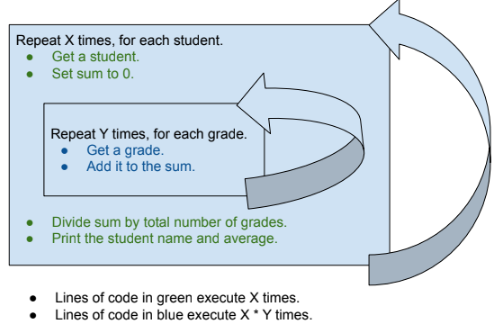 Repeat X times, for each student.
● Get a student.
● Set sum to 0.
Repeat Y times, for each grade.
● Get a grade.
● Add it to the sum.
● Divide sum by total number of grades.
● Print the student name and average.
● Lines of code in green execute X times.
● Lines of code in blue execute X * Y times.